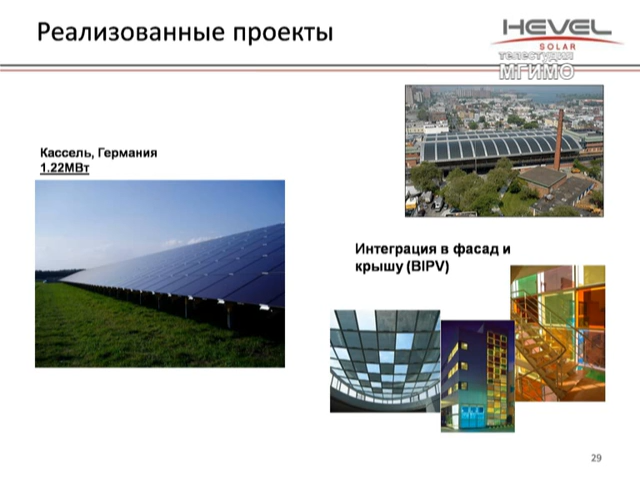 Реализованные проекты
HEVEL
SOLAR
телестудия
МГИМО
Кассель, Германия
1.22МВт
Интеграция в фасад и
крышу (BIPV)
29